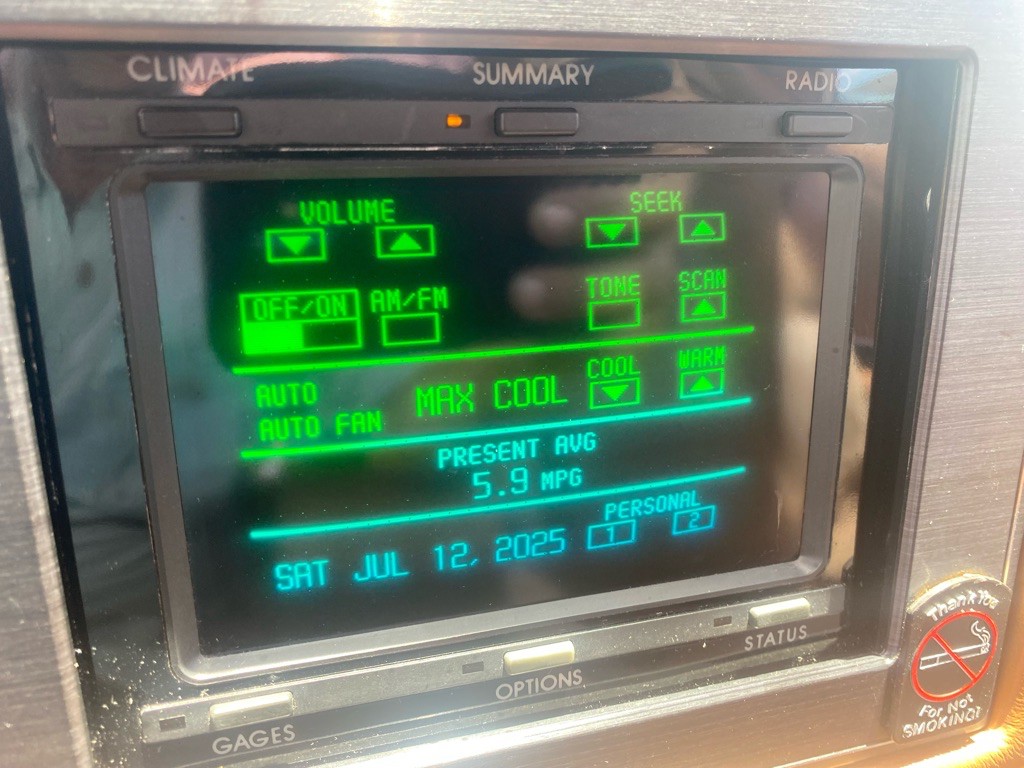 CLIMATE SUMMARY RADIO
VOLUME SEEK
OFF/ON AM/FM TONE SCAN
AUTO MAX COOL COOL WARM
AUTO FAN
PRESENT AVG
5.9 MPG
PERSONAL
SAT JUL 12, 2025 1 2
GAGES OPTIONS STATUS
Thank You
For Not
SMOKING!